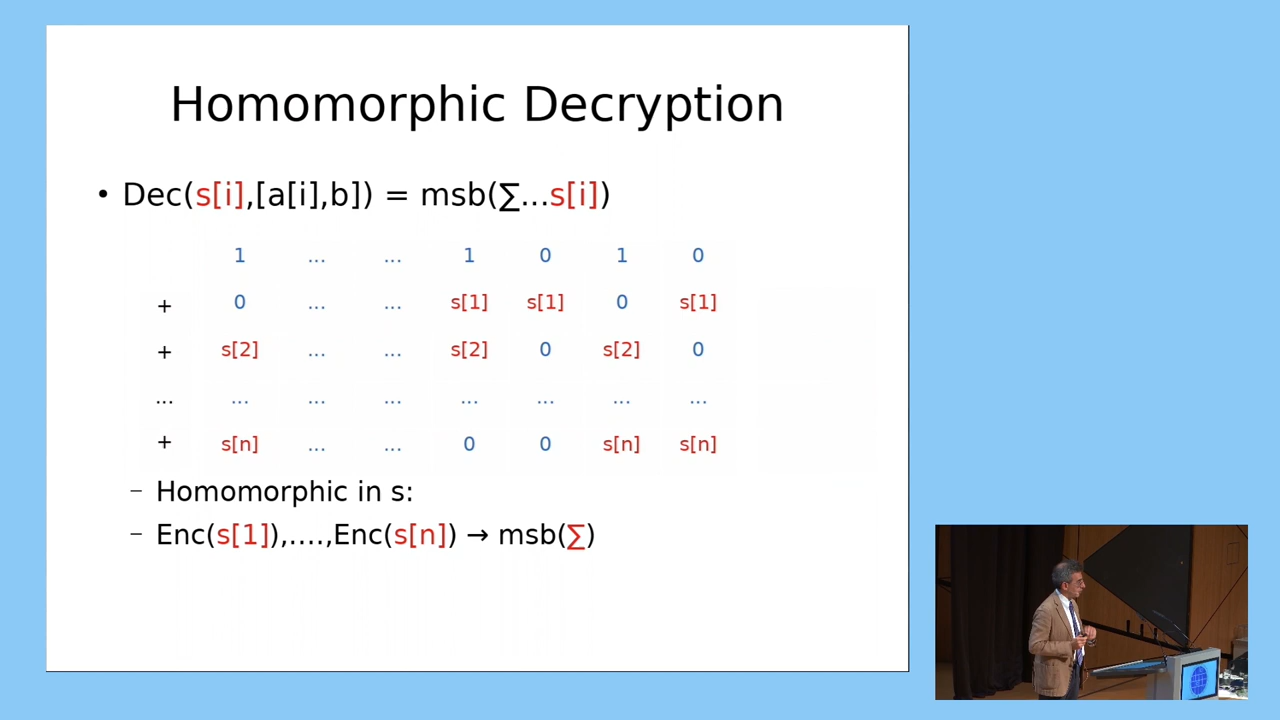 Homomorphic Decryption
• Dec(s[i],[a[i],b]) = msb(∑...s[i])
1 ... ... 1 0 1 0
+ 0 ... ... s[1] s[1] 0 s[1]
+ s[2] ... ... s[2] 0 s[2] 0
... ... ... ... ... ... ... ...
+ s[n] ... ... 0 0 s[n] s[n]
– Homomorphic in s:
– Enc(s[1]),....,Enc(s[n]) → msb(∑)